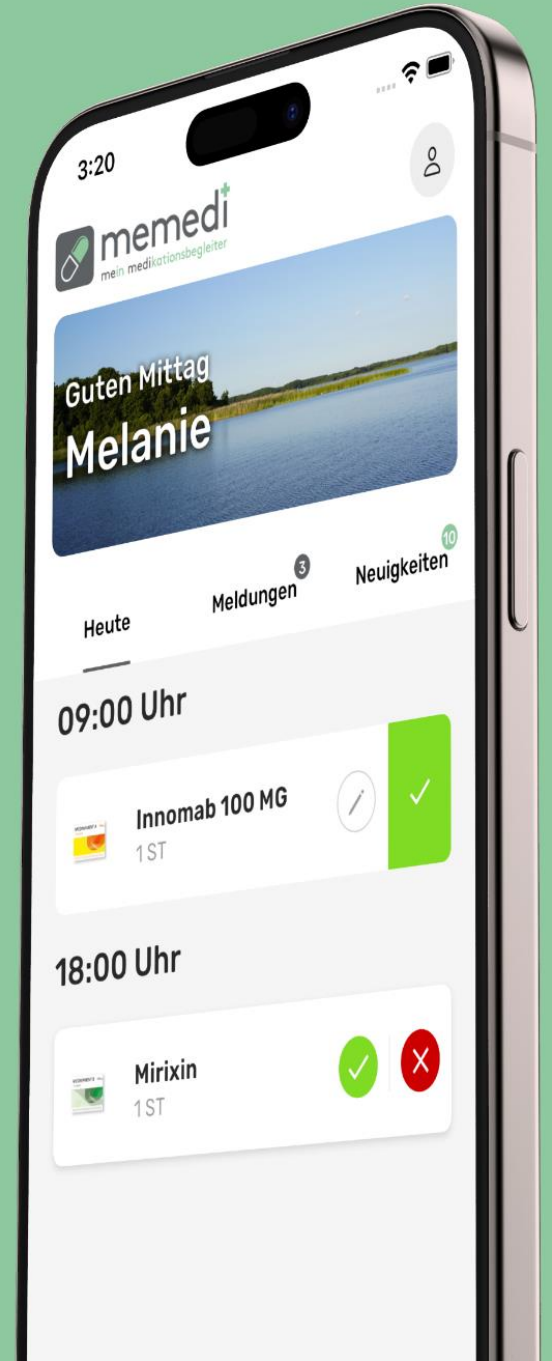 3:20
memedi
mein medikationsbegleiter
Guten Mittag
Melanie
Heute
Meldungen
3
Neuigkeiten
10
09:00 Uhr
Innomab 100 MG
1 ST
18:00 Uhr
Mirixin
1 ST